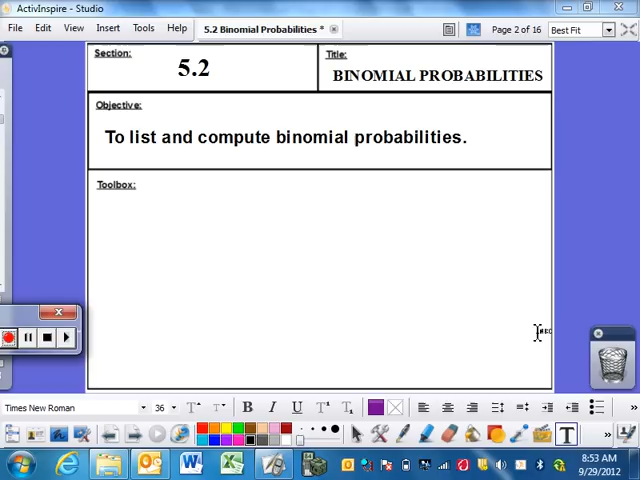 ActivInspire - Studio
File Edit View Insert Tools Help 5.2 Binomial Probabilities * Page 2 of 16 Best Fit
Section: Title:
5.2 BINOMIAL PROBABILITIES
Objective:
To list and compute binomial probabilities.
Toolbox:
Times New Roman 36 B I U
8:53 AM
9/29/2012